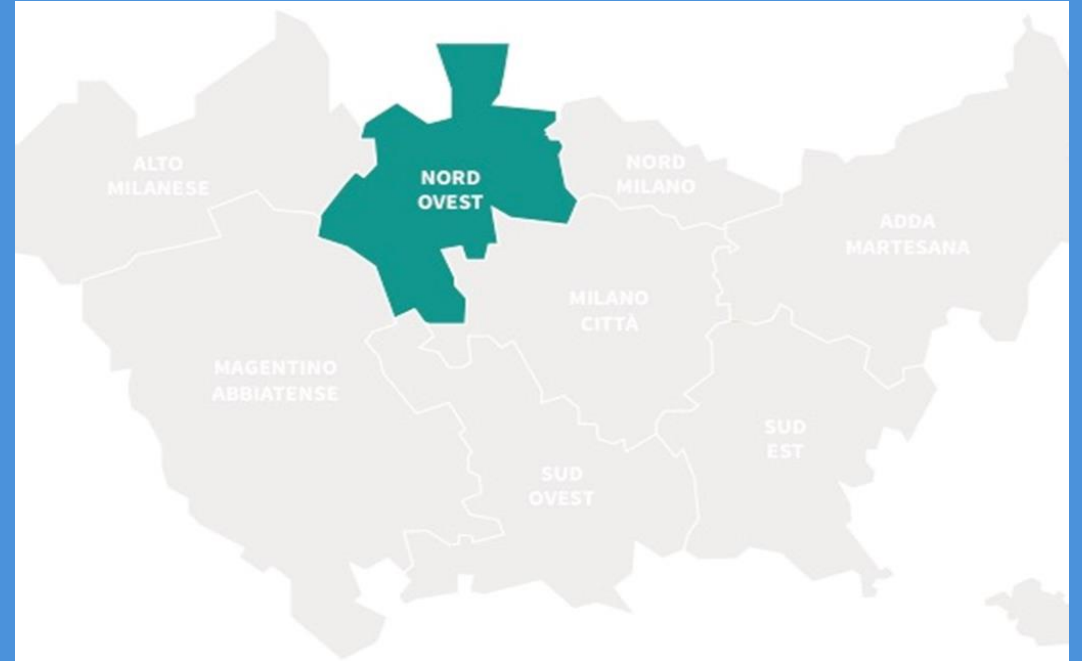 ALTO
MILANESE
NORD
OVEST
NORD
MILANO
ADDA
MARTESANA
MILANO
CITTÀ
MAGENTINO
ABBIATENSE
SUD
EST
SUD
OVEST